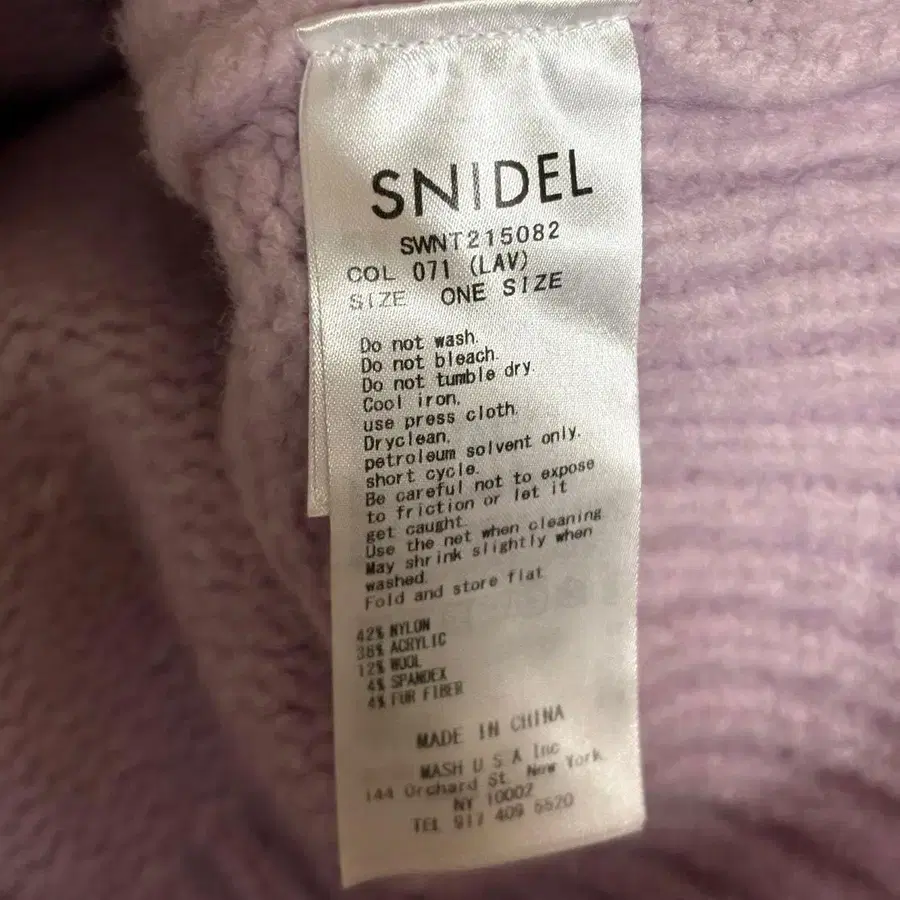 SNIDEL
SWNT215082
COL 071 (LAV)
SIZE ONE SIZE
Do not wash.
Do not bleach.
Do not tumble dry.
Cool iron.
use press cloth.
Dryclean.
petroleum solvent only.
short cycle.
Be careful not to expose
to friction or let it
get caught.
Use the net when cleaning
May shrink slightly when
washed.
Fold and store flat
42% NYLON
38% ACRYLIC
12% WOOL
4% SPANDEX
4% FUR FIBER
MADE IN CHINA
MASH U S A Inc
144 Orchard St. New York.
NY 10002
TEL 917 409 5520